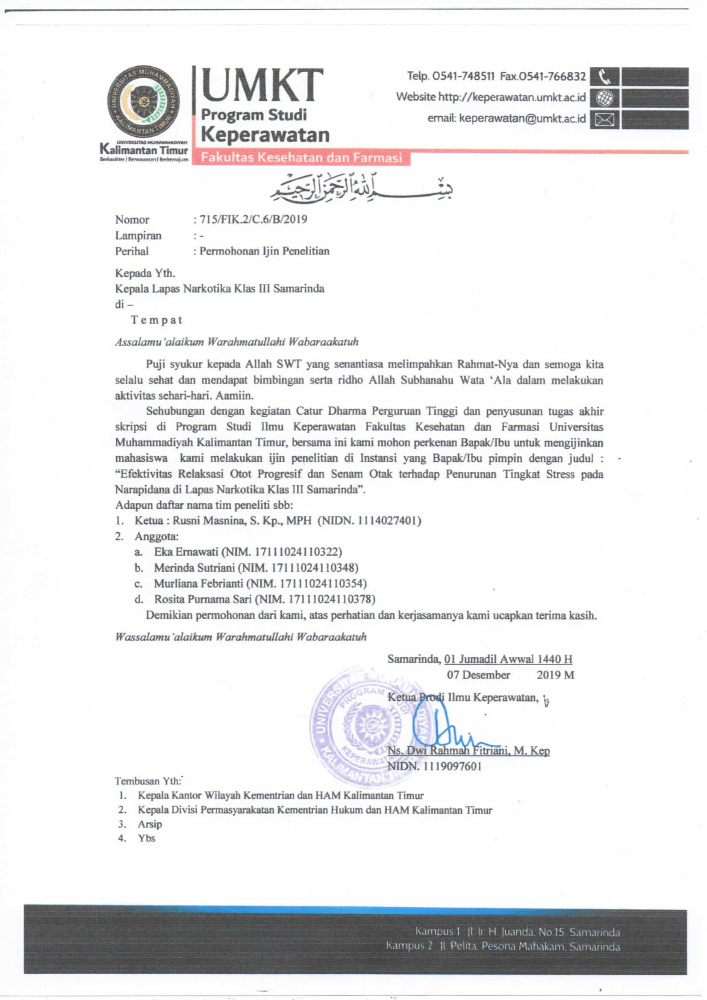 UNIVERSITAS MUHAMMADIYAH
KALIMANTAN TIMUR
UNIVERSITAS MUHAMMADIYAH
Kalimantan Timur
Berkarakter | Berwawasan | Berkemajuan
UMKT
Program Studi
Keperawatan
Fakultas Kesehatan dan Farmasi
Telp. 0541-748511 Fax.0541-766832
Website http://keperawatan.umkt.ac.id
email: keperawatan@umkt.ac.id
بِسْمِ اللَّهِ الرَّحْمَٰنِ الرَّحِيمِ
Nomor : 715/FIK.2/C.6/B/2019
Lampiran : -
Perihal : Permohonan Ijin Penelitian
Kepada Yth.
Kepala Lapas Narkotika Klas III Samarinda
di –
T e m p a t
Assalamu 'alaikum Warahmatullahi Wabaraakatuh
Puji syukur kepada Allah SWT yang senantiasa melimpahkan Rahmat-Nya dan semoga kita
selalu sehat dan mendapat bimbingan serta ridho Allah Subhanahu Wata ‘Ala dalam melakukan
aktivitas sehari-hari. Aamiin.
Sehubungan dengan kegiatan Catur Dharma Perguruan Tinggi dan penyusunan tugas akhir
skripsi di Program Studi Ilmu Keperawatan Fakultas Kesehatan dan Farmasi Universitas
Muhammadiyah Kalimantan Timur, bersama ini kami mohon perkenan Bapak/Ibu untuk mengijinkan
mahasiswa kami melakukan ijin penelitian di Instansi yang Bapak/Ibu pimpin dengan judul :
“Efektivitas Relaksasi Otot Progresif dan Senam Otak terhadap Penurunan Tingkat Stress pada
Narapidana di Lapas Narkotika Klas III Samarinda”.
Adapun daftar nama tim peneliti sbb:
1. Ketua : Rusni Masnina, S. Kp., MPH (NIDN. 1114027401)
2. Anggota:
a. Eka Ernawati (NIM. 17111024110322)
b. Merinda Sutriani (NIM. 17111024110348)
c. Murliana Febrianti (NIM. 17111024110354)
d. Rosita Purnama Sari (NIM. 17111024110378)
Demikian permohonan dari kami, atas perhatian dan kerjasamanya kami ucapkan terima kasih.
Wassalamu 'alaikum Warahmatullahi Wabaraakatuh
Samarinda, 01 Jumadil Awwal 1440 H
07 Desember 2019 M
Ketua Prodi Ilmu Keperawatan,
Ns. Dwi Rahmah Fitriani, M. Kep
NIDN. 1119097601
Tembusan Yth:
1. Kepala Kantor Wilayah Kementrian dan HAM Kalimantan Timur
2. Kepala Divisi Permasyarakatan Kementrian Hukum dan HAM Kalimantan Timur
3. Arsip
4. Ybs
Kampus 1 : Jl. Ir. H. Juanda, No 15, Samarinda
Kampus 2 : Jl. Pelita, Pesona Mahakam, Samarinda